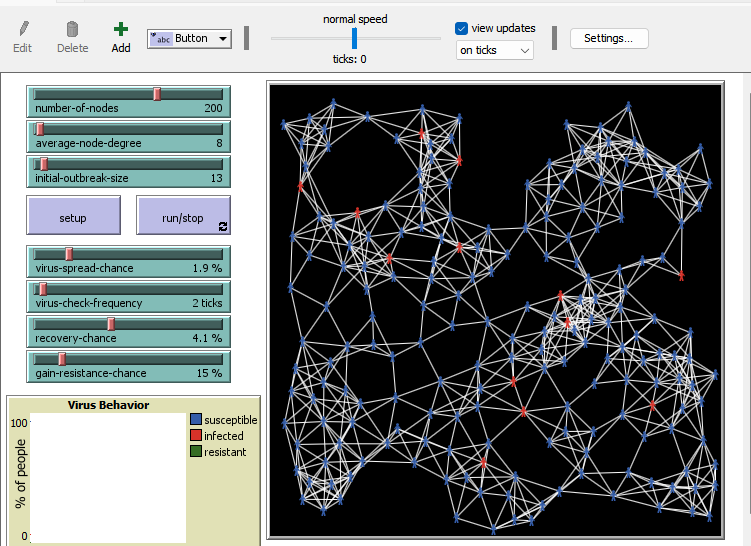 normal speed
Edit Delete Add abc Button view updates
on ticks Settings...
ticks: 0
number-of-nodes 200
average-node-degree 8
initial-outbreak-size 13
setup run/stop
virus-spread-chance 1.9 %
virus-check-frequency 2 ticks
recovery-chance 4.1 %
gain-resistance-chance 15 %
Virus Behavior
100
% of people
0
susceptible
infected
resistant